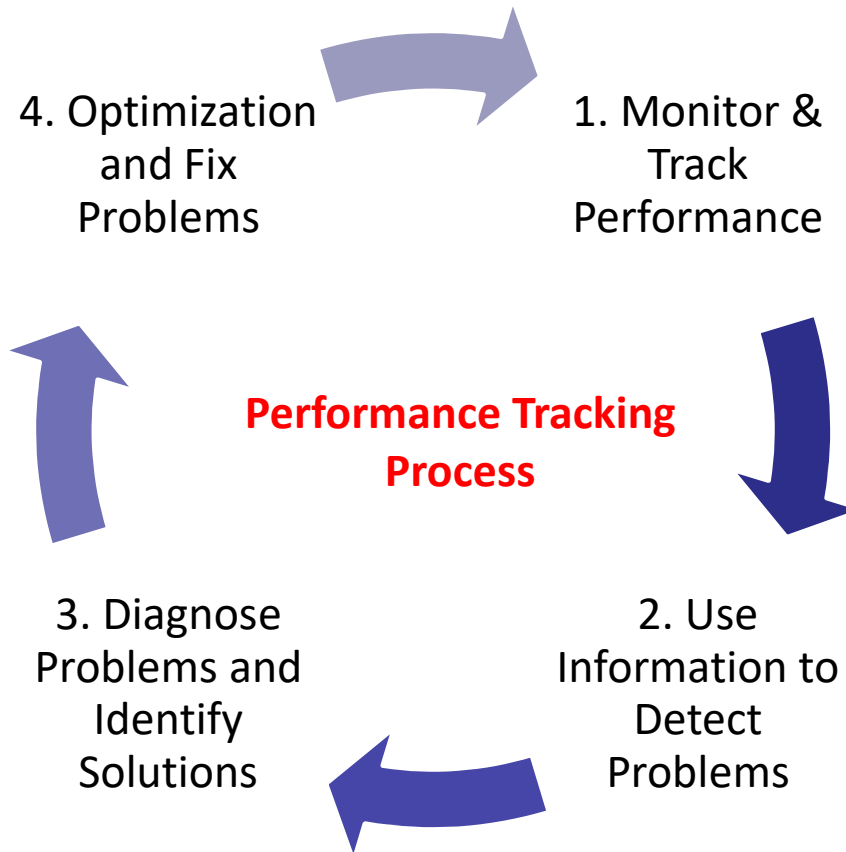 4. Optimization
and Fix
Problems
1. Monitor &
Track
Performance
Performance Tracking
Process
3. Diagnose
Problems and
Identify
Solutions
2. Use
Information to
Detect
Problems